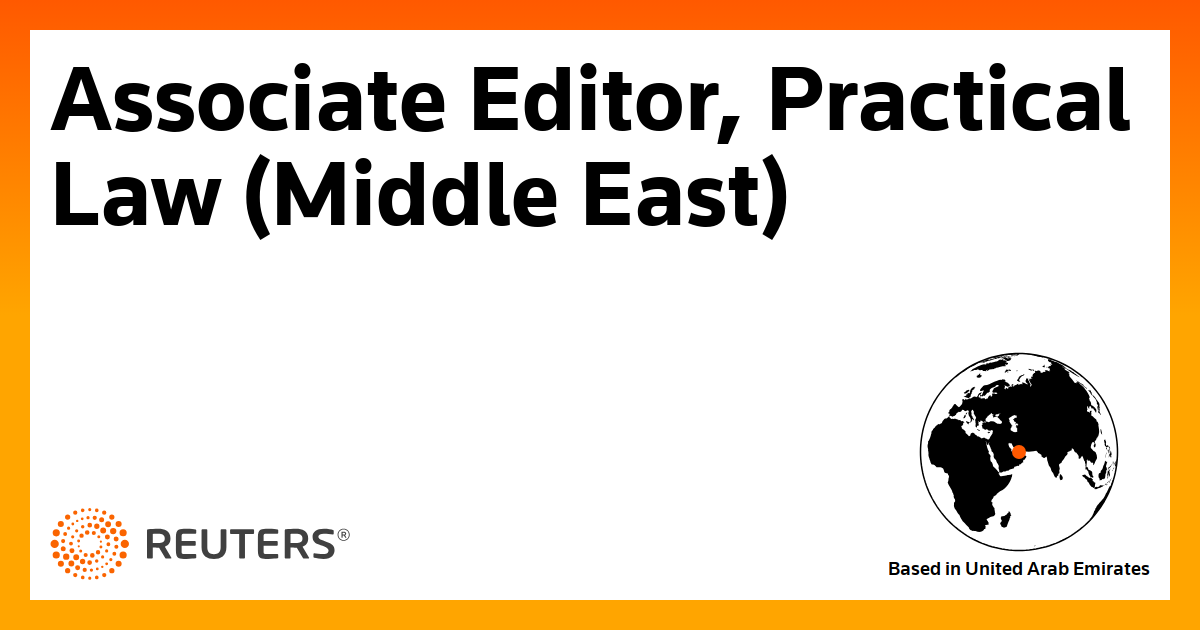 Associate Editor, Practical
Law (Middle East)
REUTERS®
Based in United Arab Emirates